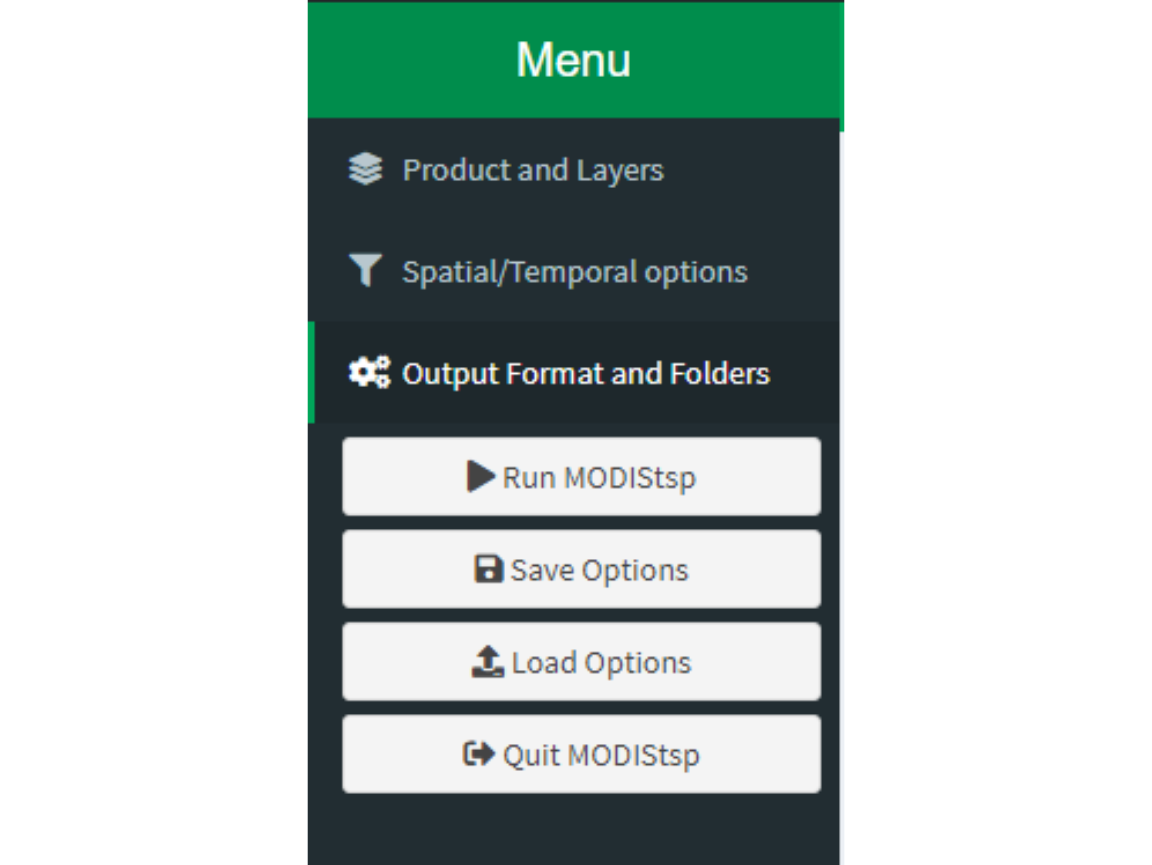 Menu
Product and Layers
Spatial/Temporal options
Output Format and Folders
Run MODIStsp
Save Options
Load Options
Quit MODIStsp